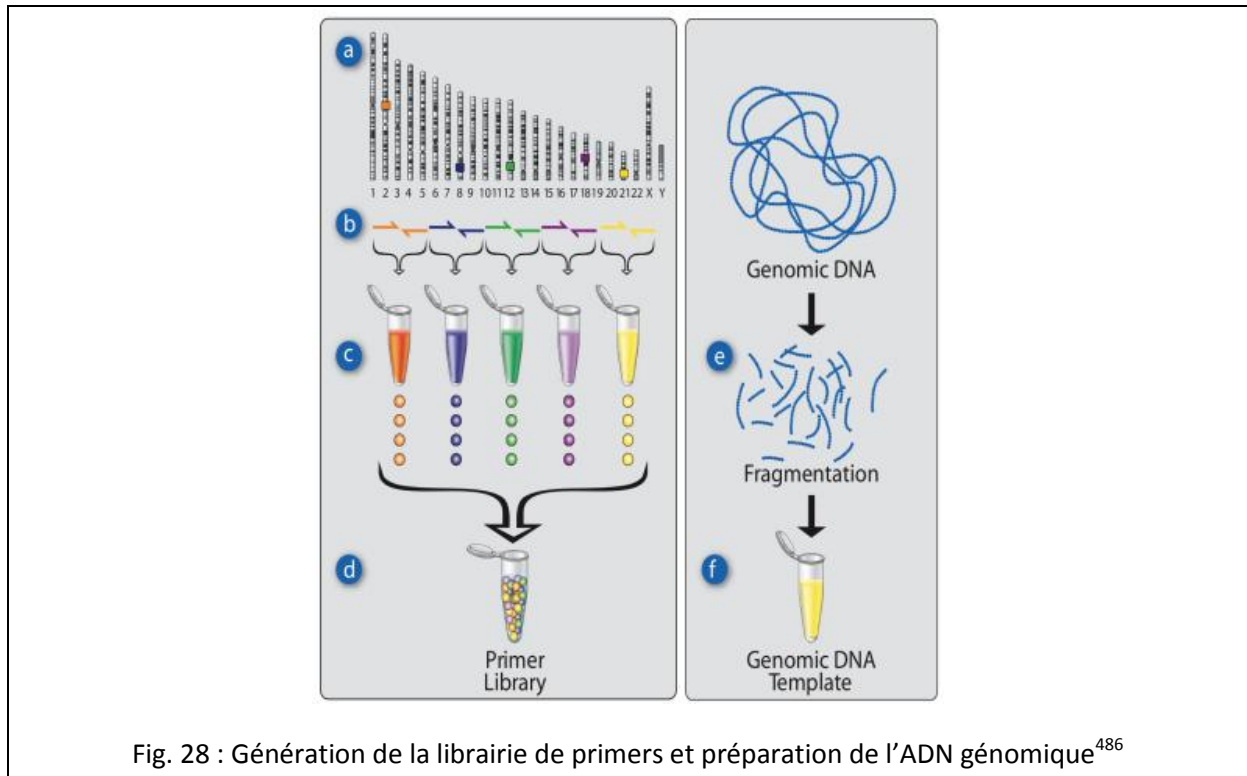 a
1 2 3 4 5 6 7 8 9 10 11 12 13 14 15 16 17 18 19 20 21 22 X Y
b
c
d
Primer
Library
Genomic DNA
e
Fragmentation
f
Genomic DNA
Template
Fig. 28 : Génération de la librairie de primers et préparation de l’ADN génomique486